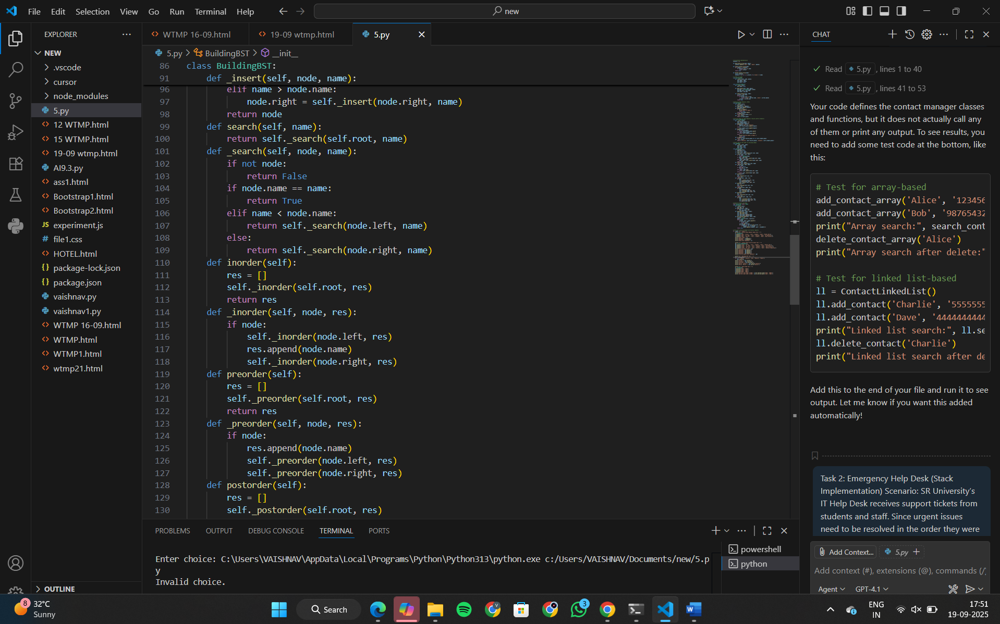 File Edit Selection View Go Run Terminal Help
new
EXPLORER
NEW
.vscode
cursor
node_modules
5.py
12 WTMP.html
15 WTMP.html
19-09 wtmp.html
AI9.3.py
ass1.html
Bootstrap1.html
Bootstrap2.html
experiment.js
file1.css
HOTEL.html
package-lock.json
package.json
vaishnav.py
vaishnav1.py
WTMP 16-09.html
WTMP.html
WTMP1.html
wtmp21.html
OUTLINE
WTMP 16-09.html 19-09 wtmp.html 5.py
5.py > BuildingBST > __init__
86 class BuildingBST:
91 def _insert(self, node, name):
96 elif name > node.name:
97 node.right = self._insert(node.right, name)
98 return node
99 def search(self, name):
100 return self._search(self.root, name)
101 def _search(self, node, name):
102 if not node:
103 return False
104 if node.name == name:
105 return True
106 elif name < node.name:
107 return self._search(node.left, name)
108 else:
109 return self._search(node.right, name)
110 def inorder(self):
111 res = []
112 self._inorder(self.root, res)
113 return res
114 def _inorder(self, node, res):
115 if node:
116 self._inorder(node.left, res)
117 res.append(node.name)
118 self._inorder(node.right, res)
119 def preorder(self):
120 res = []
121 self._preorder(self.root, res)
122 return res
123 def _preorder(self, node, res):
124 if node:
125 res.append(node.name)
126 self._preorder(node.left, res)
127 self._preorder(node.right, res)
128 def postorder(self):
129 res = []
130 self._postorder(self.root, res)
PROBLEMS OUTPUT DEBUG CONSOLE TERMINAL PORTS
Enter choice: C:\Users\VAISHNAV\AppData\Local\Programs\Python\Python313\python.exe c:/Users/VAISHNAV/Documents/new/5.p
y
Invalid choice.
powershell
python
CHAT
Read 5.py, lines 1 to 40
Read 5.py, lines 41 to 53
Your code defines the contact manager classes
and functions, but it does not actually call any
of them or print any output. To see results, you
need to add some test code at the bottom, like
this:
# Test for array-based
add_contact_array('Alice', '123456
add_contact_array('Bob', '98765432
print("Array search:", search_cont
delete_contact_array('Alice')
print("Array search after delete:"
# Test for linked list-based
ll = ContactLinkedList()
ll.add_contact('Charlie', '5555555
ll.add_contact('Dave', '4444444444
print("Linked list search:", ll.se
ll.delete_contact('Charlie')
print("Linked list search after de
Add this to the end of your file and run it to see
output. Let me know if you want this added
automatically!
Task 2: Emergency Help Desk (Stack
Implementation) Scenario: SR University's
IT Help Desk receives support tickets from
students and staff. Since urgent issues
need to be resolved in the order they were
Add Context... 5.py
Add context (#), extensions (@), commands (/
Agent GPT-4.1
8
32°C
Sunny
Search
3
ENG
IN
17:51
19-09-2025